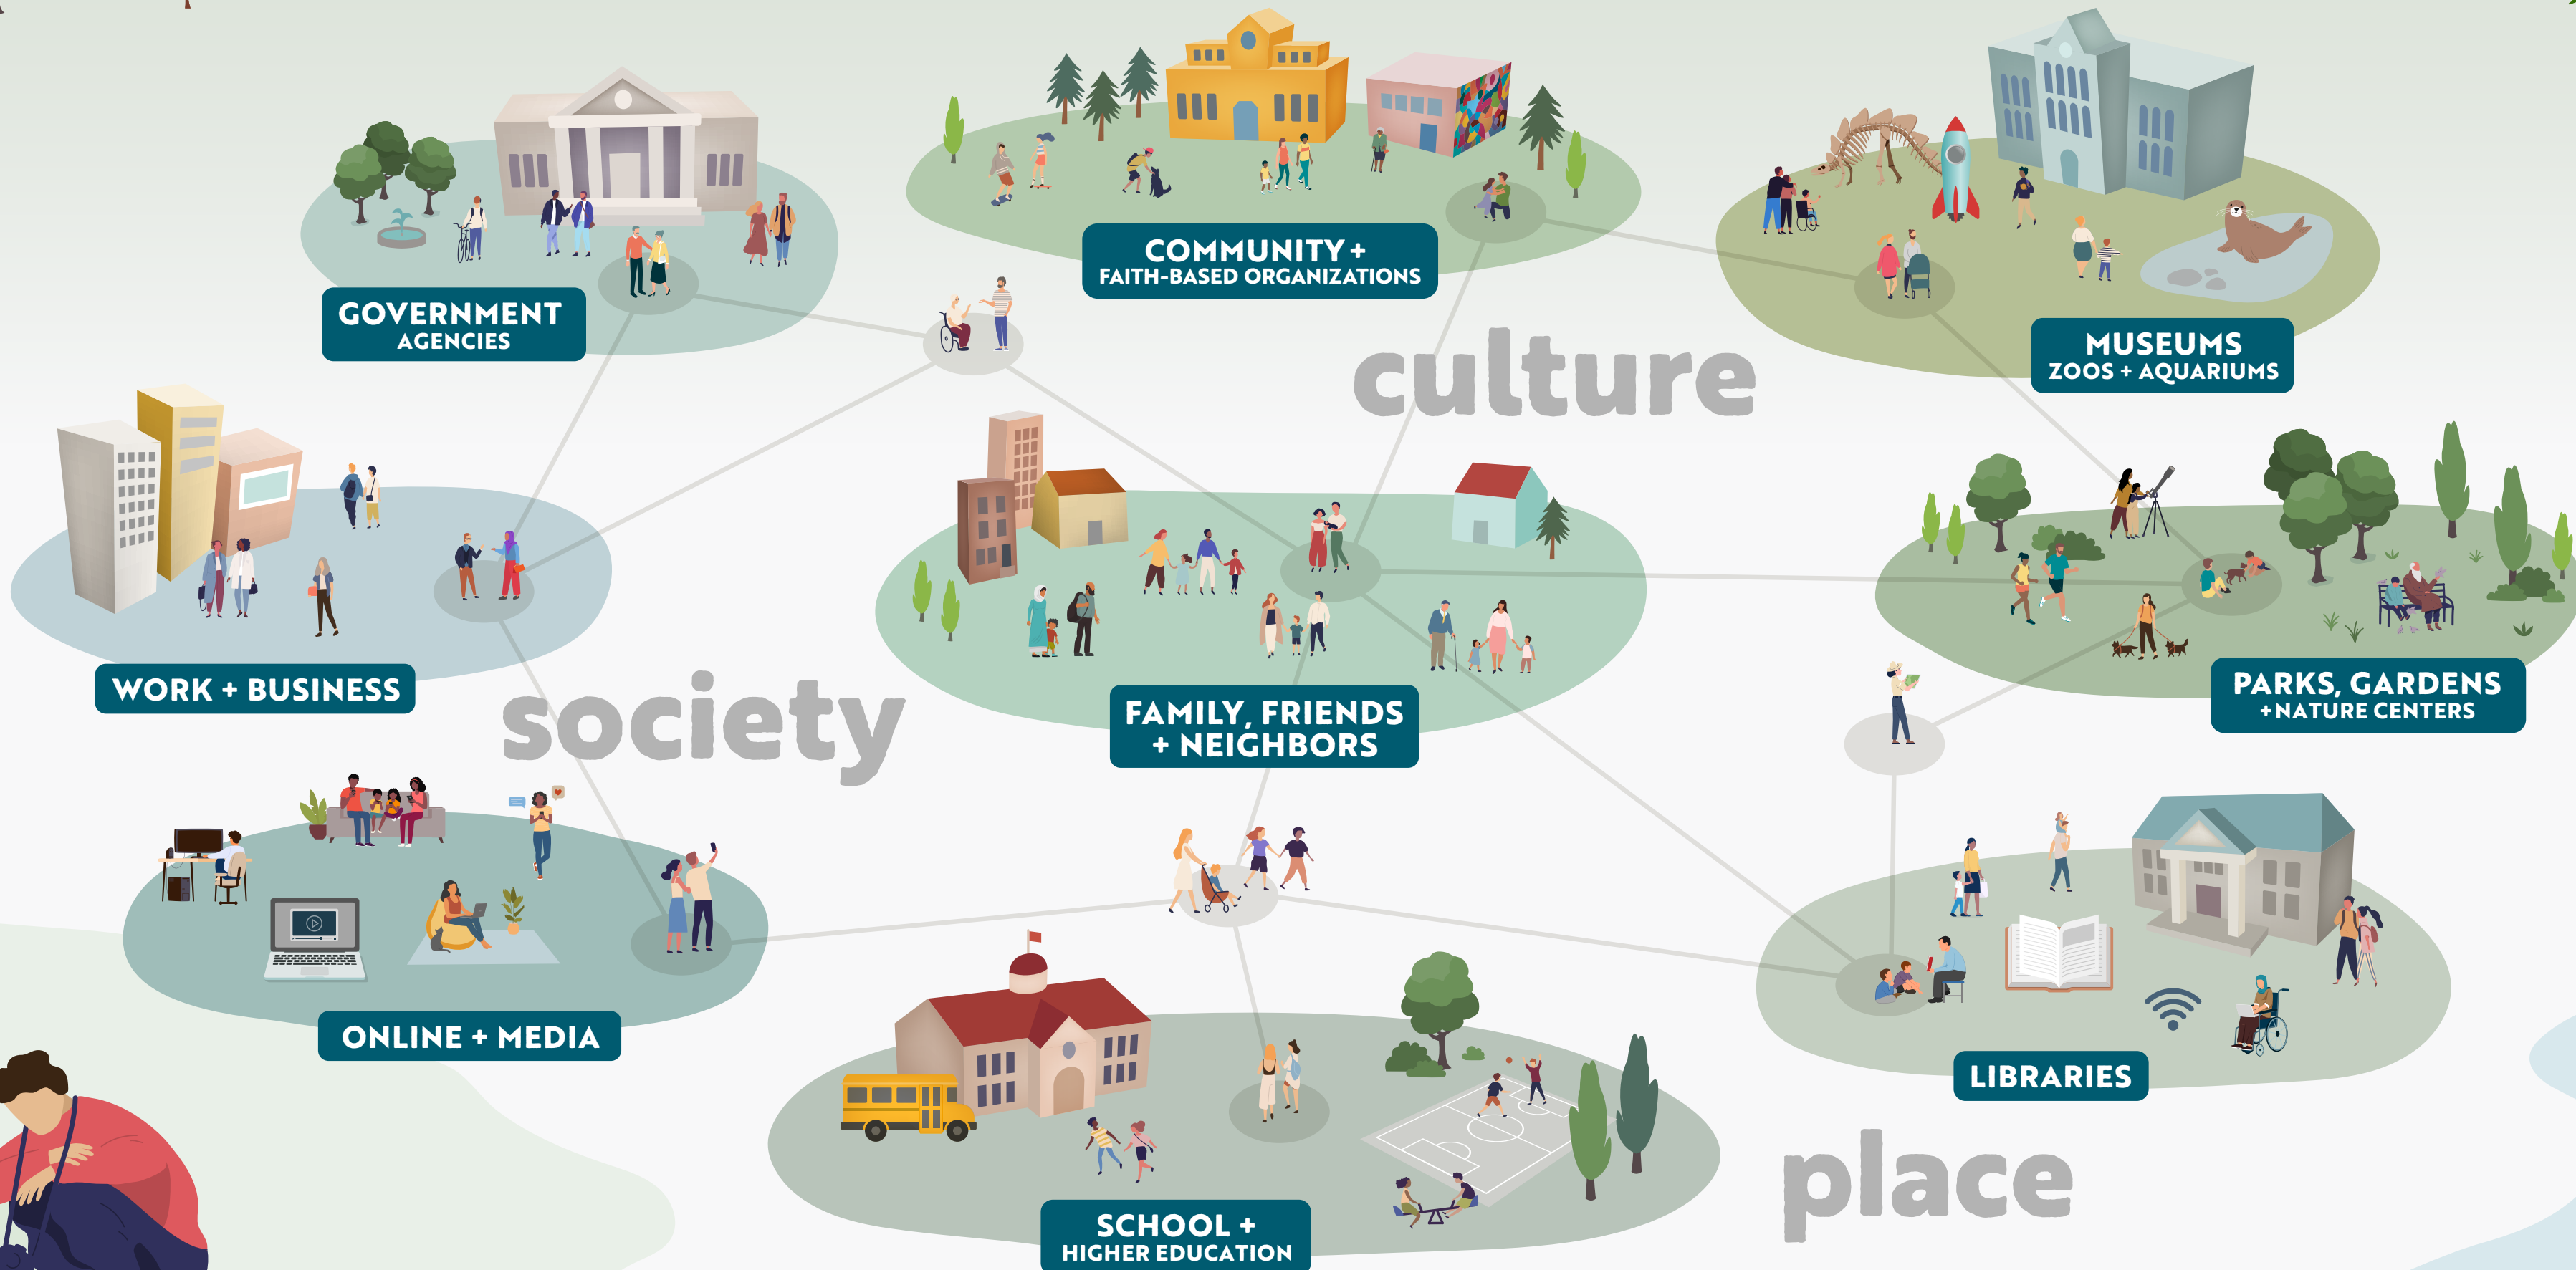 COMMUNITY +
FAITH-BASED ORGANIZATIONS
GOVERNMENT
AGENCIES
MUSEUMS
ZOOS + AQUARIUMS
culture
WORK + BUSINESS
society
FAMILY, FRIENDS
+ NEIGHBORS
PARKS, GARDENS
+ NATURE CENTERS
ONLINE + MEDIA
LIBRARIES
place
SCHOOL +
HIGHER EDUCATION